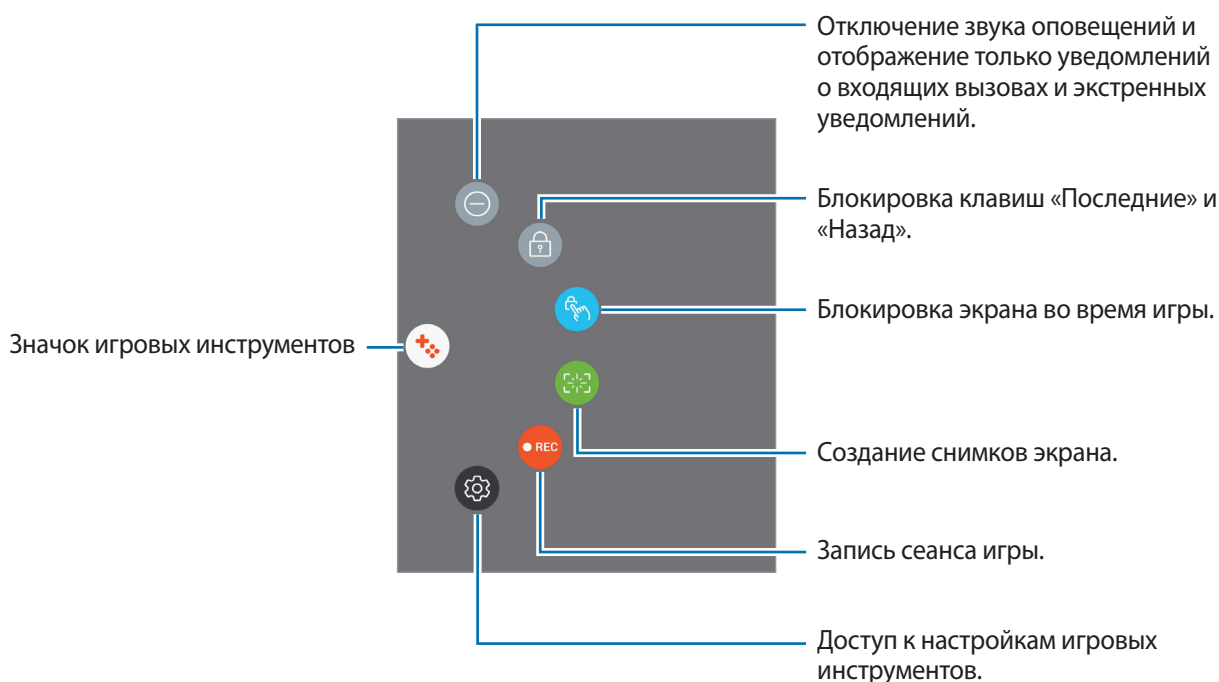 Отключение звука оповещений и
отображение только уведомлений
о входящих вызовах и экстренных
уведомлений.
Блокировка клавиш «Последние» и
«Назад».
Блокировка экрана во время игры.
Значок игровых инструментов
Создание снимков экрана.
● REC
Запись сеанса игры.
Доступ к настройкам игровых
инструментов.